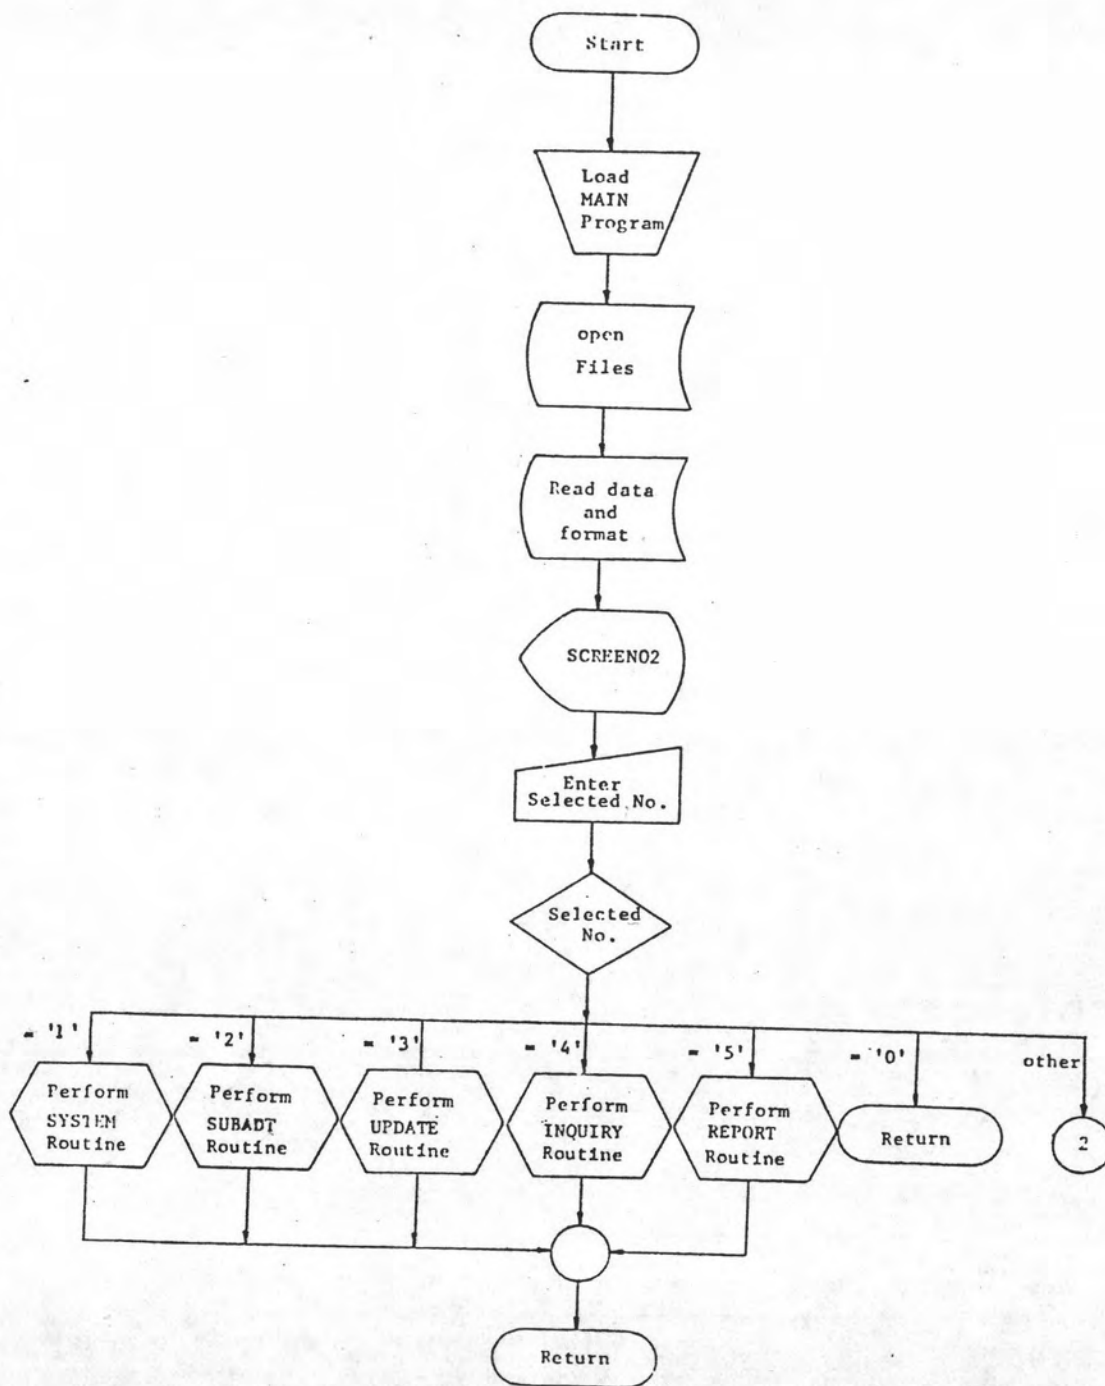 Start
Load
MAIN
Program
open
Files
Read data
and
format
SCREEN02
Enter
Selected No.
Selected
No.
= '1'
= '2'
= '3'
= '4'
= '5'
= '0'
other
Perform
SYSTEM
Routine
Perform
SUBADT
Routine
Perform
UPDATE
Routine
Perform
INQUIRY
Routine
Perform
REPORT
Routine
Return
2
Return